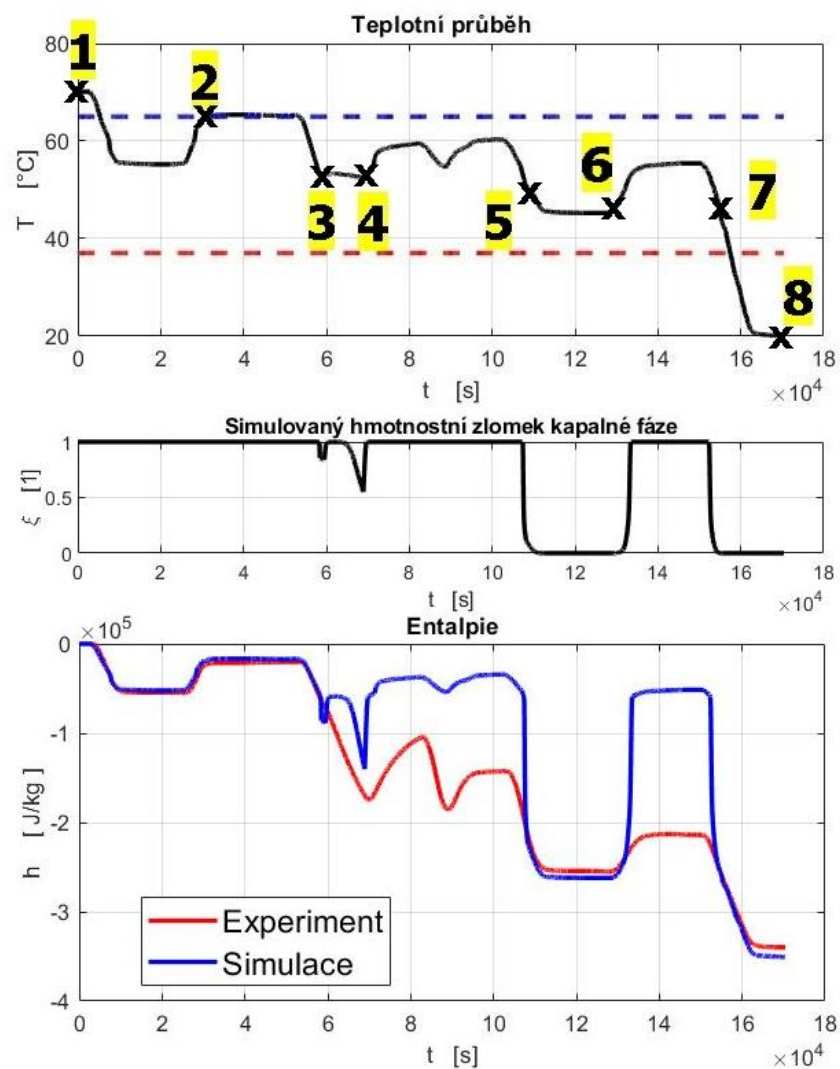 Teplotní průběh
80
60
40
20
T [°C]
1
2
3
4
5
6
7
8
0 2 4 6 8 10 12 14 16 18
t [s]
×10⁴
Simulovaný hmotnostní zlomek kapalné fáze
1
0.5
0
ξ [1]
0 2 4 6 8 10 12 14 16 18
t [s]
×10⁴
Entalpie
×10⁵
0
-1
-2
-3
-4
h [ J/kg ]
Experiment
Simulace
0 2 4 6 8 10 12 14 16 18
t [s]
×10⁴